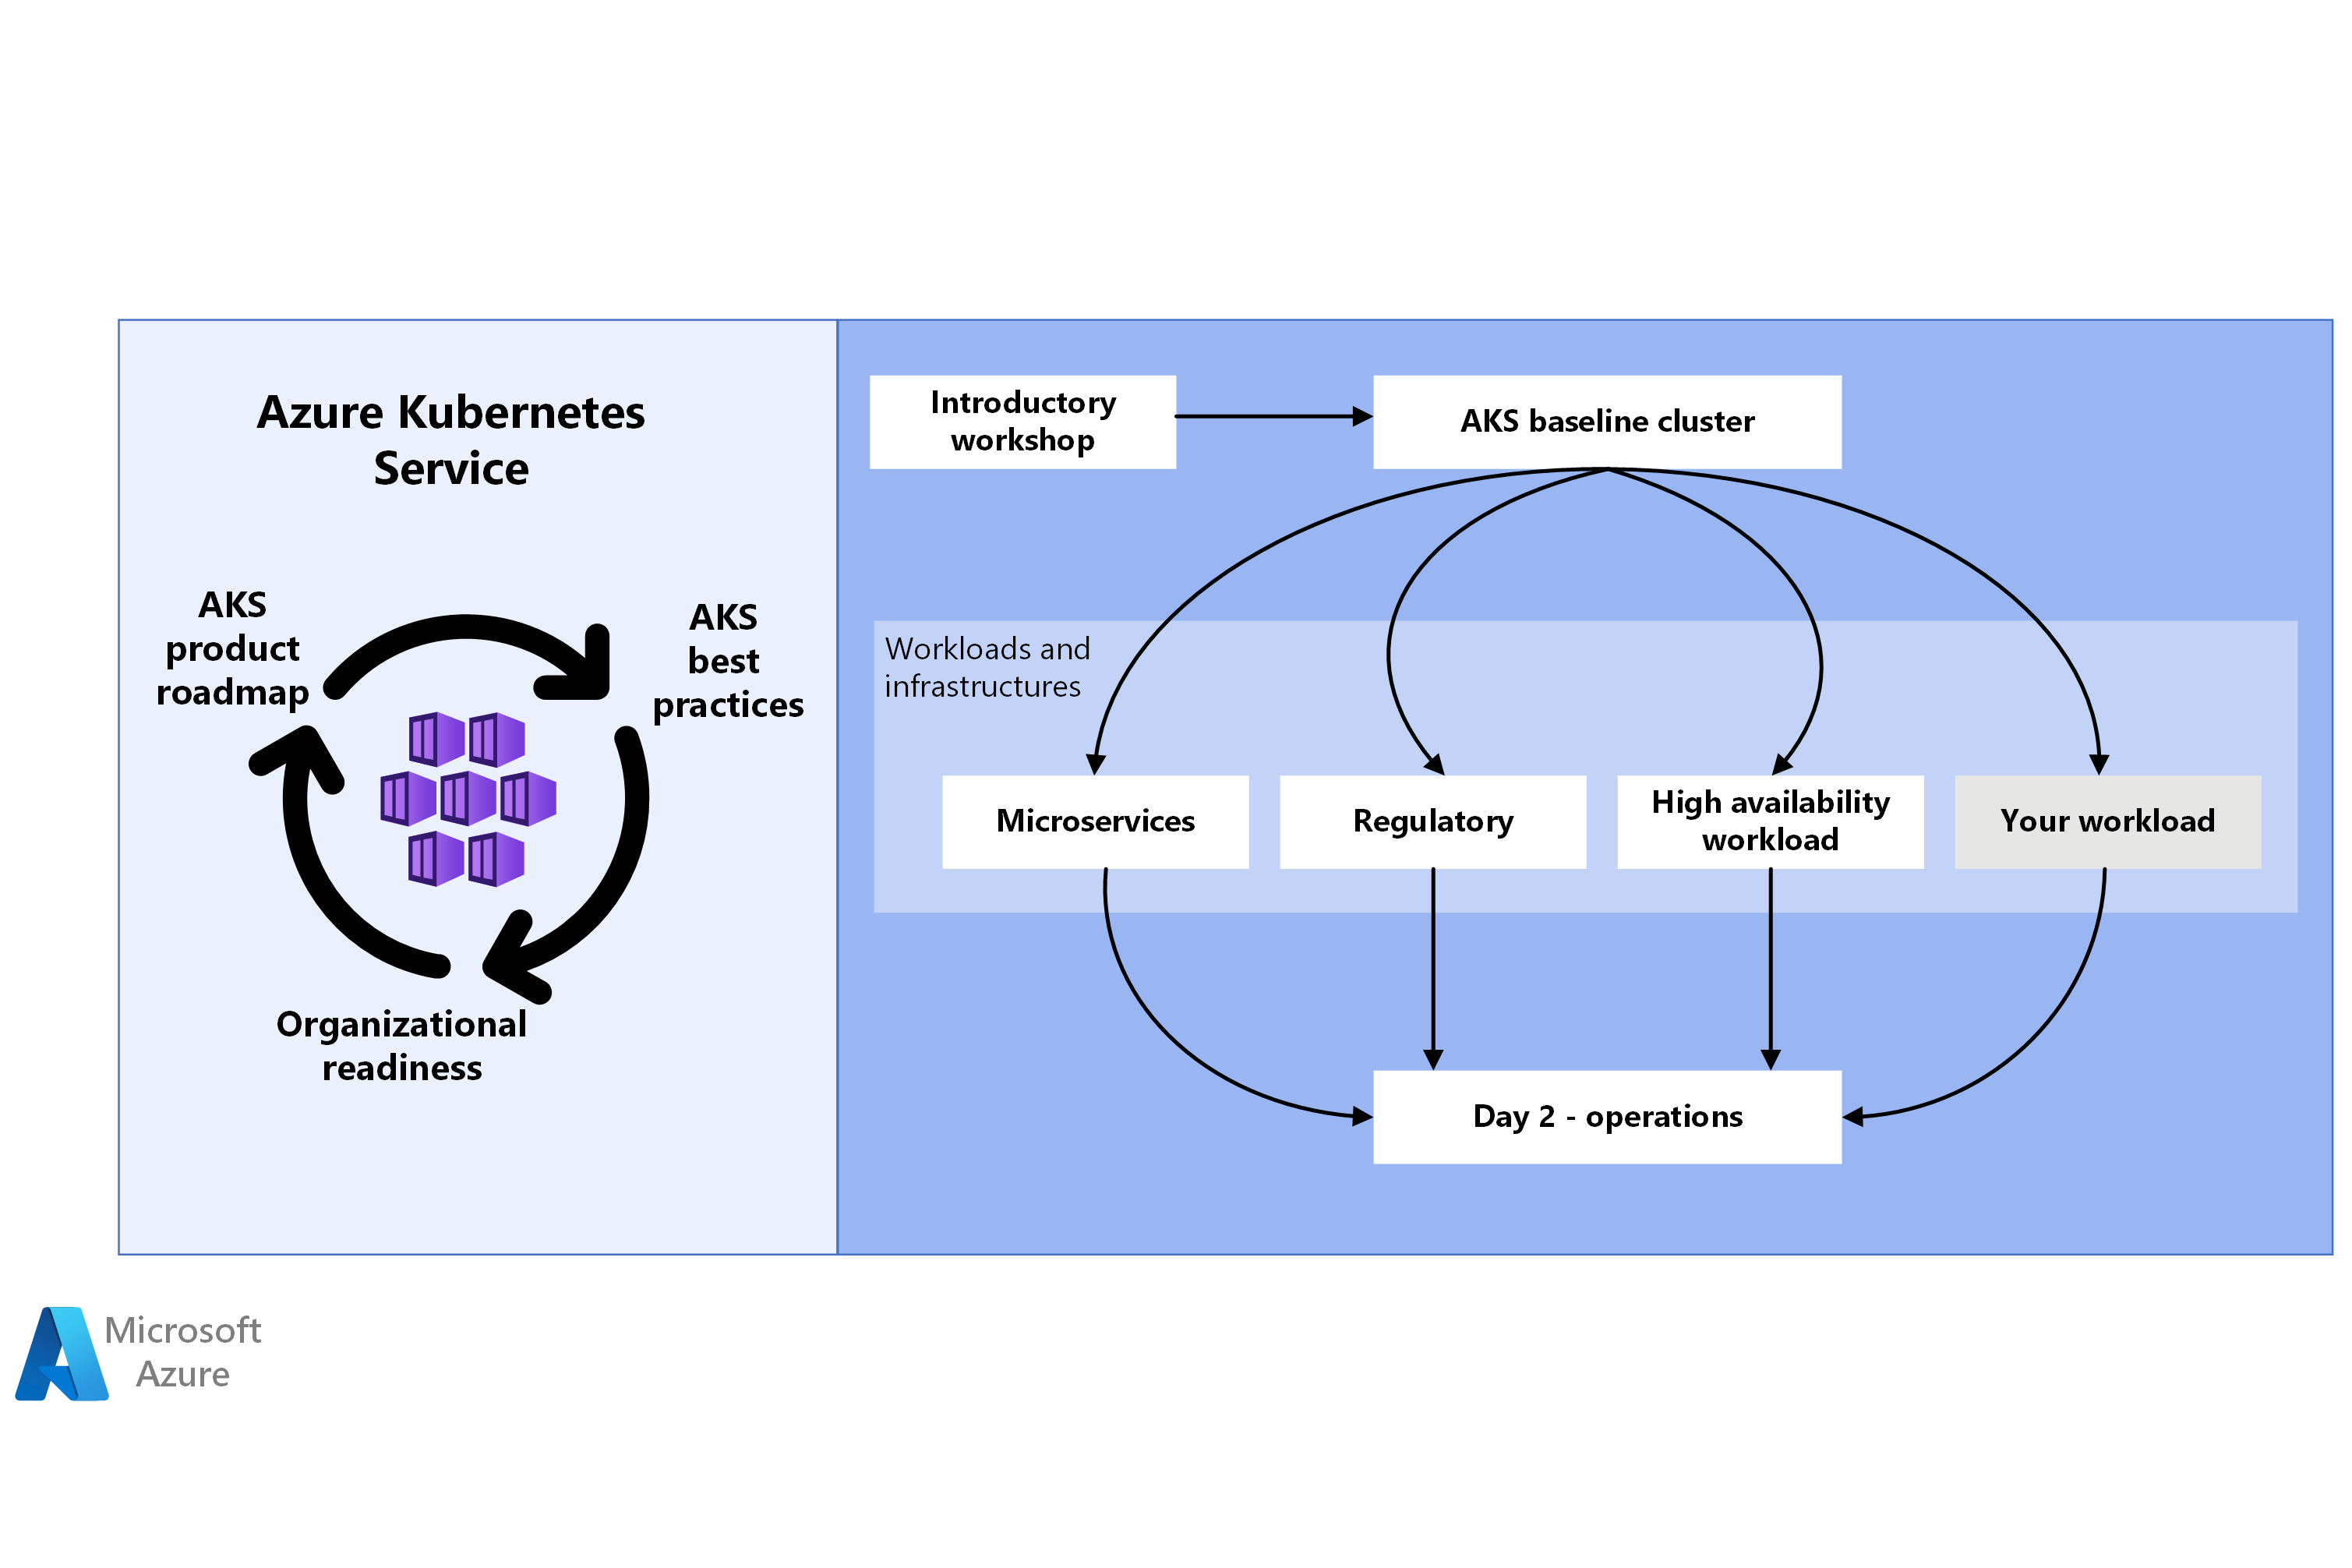 Azure Kubernetes
Service
AKS
product
roadmap
AKS
best
practices
Organizational
readiness
Introductory
workshop
AKS baseline cluster
Workloads and
infrastructures
Microservices
Regulatory
High availability
workload
Your workload
Day 2 - operations
Microsoft
Azure